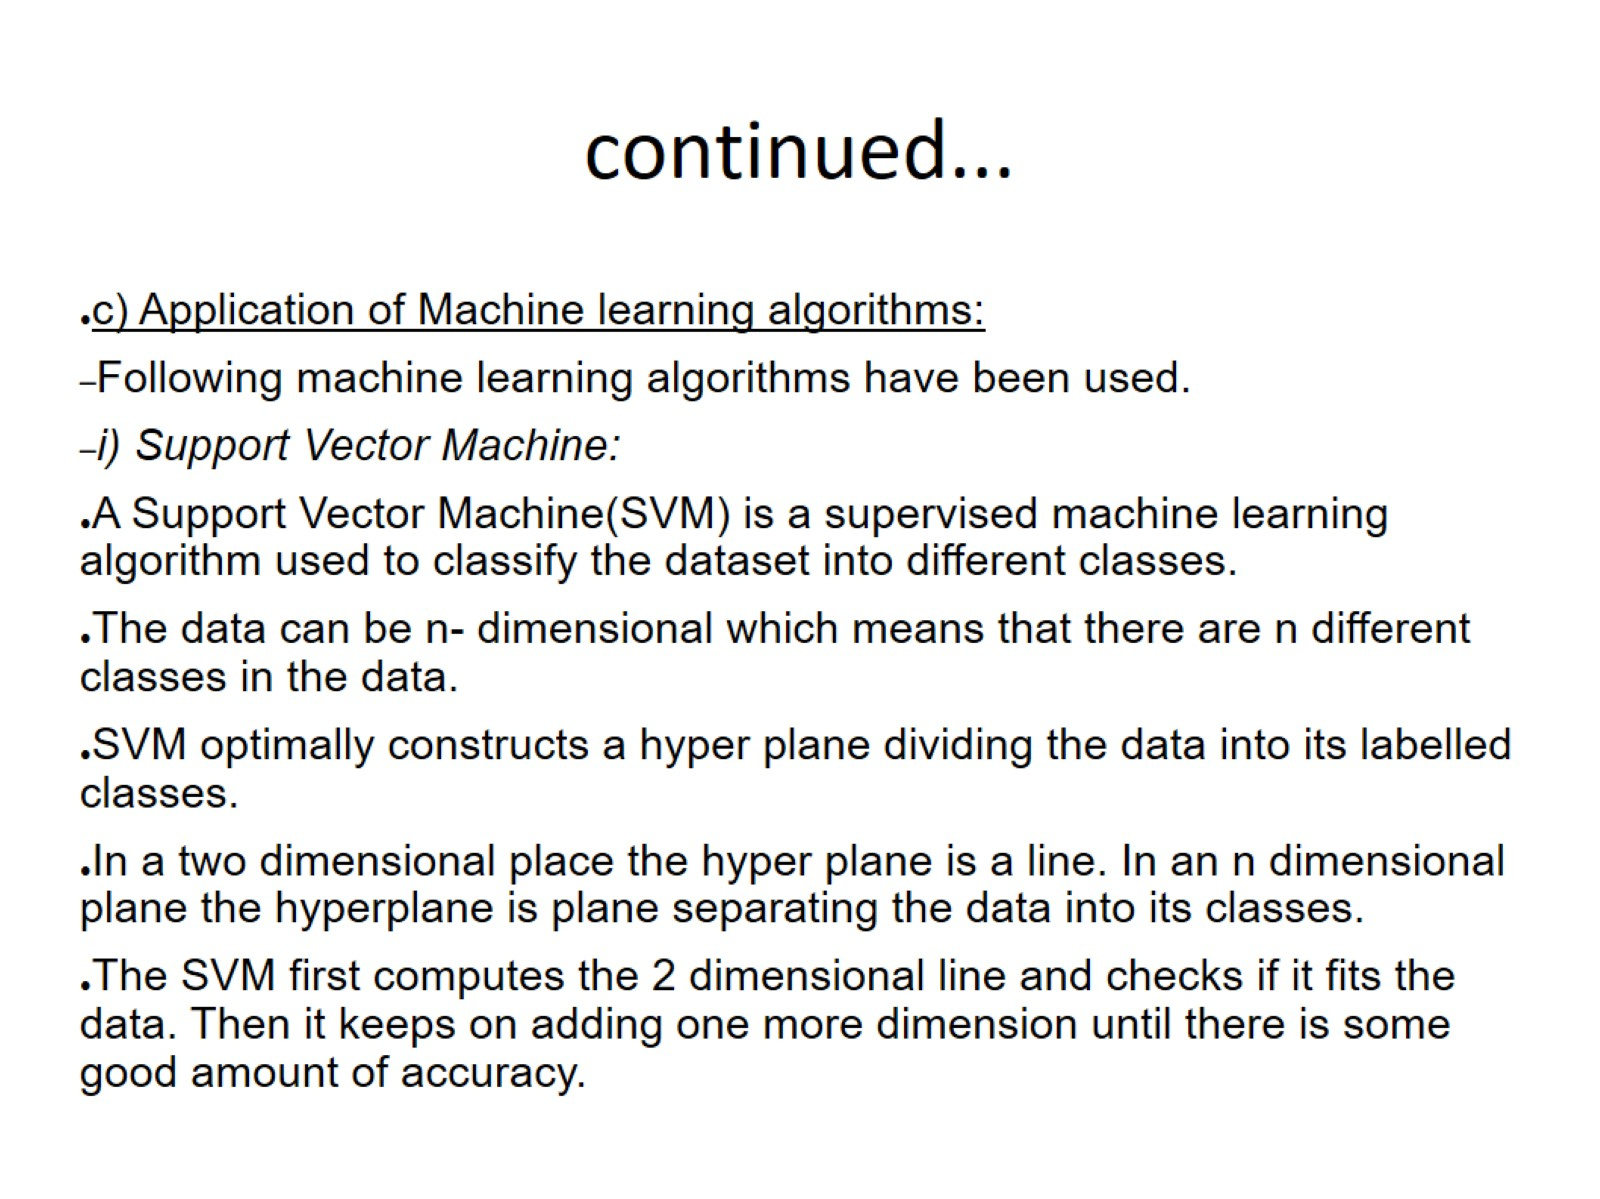 continued...
•c) Application of Machine learning algorithms:
–Following machine learning algorithms have been used.
–i) Support Vector Machine:
•A Support Vector Machine(SVM) is a supervised machine learning
algorithm used to classify the dataset into different classes.
•The data can be n- dimensional which means that there are n different
classes in the data.
•SVM optimally constructs a hyper plane dividing the data into its labelled
classes.
•In a two dimensional place the hyper plane is a line. In an n dimensional
plane the hyperplane is plane separating the data into its classes.
•The SVM first computes the 2 dimensional line and checks if it fits the
data. Then it keeps on adding one more dimension until there is some
good amount of accuracy.